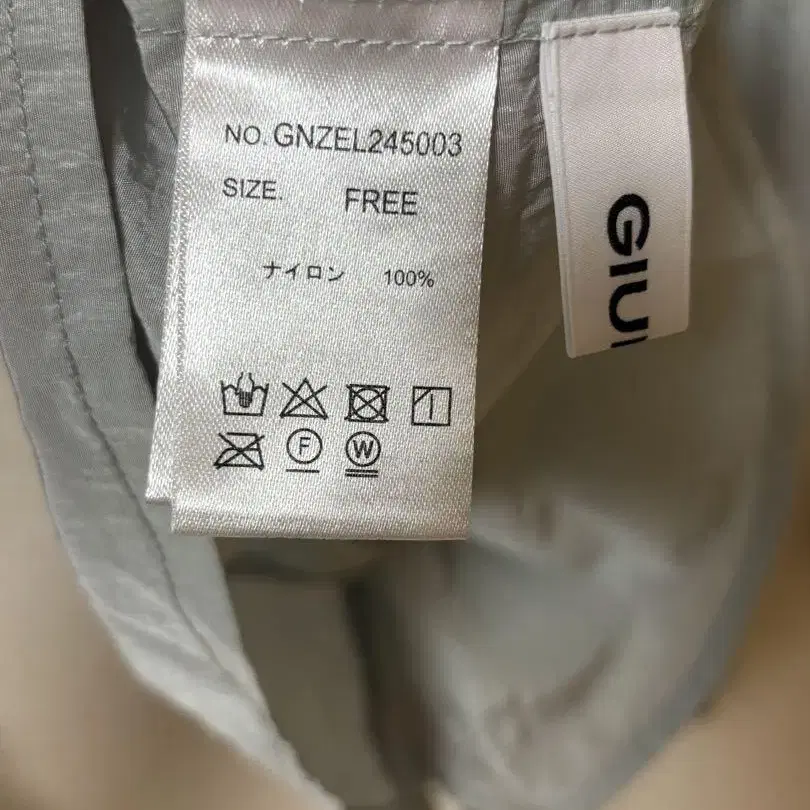 NO. GNZEL245003
SIZE. FREE
ナイロン 100%
F W
GIU